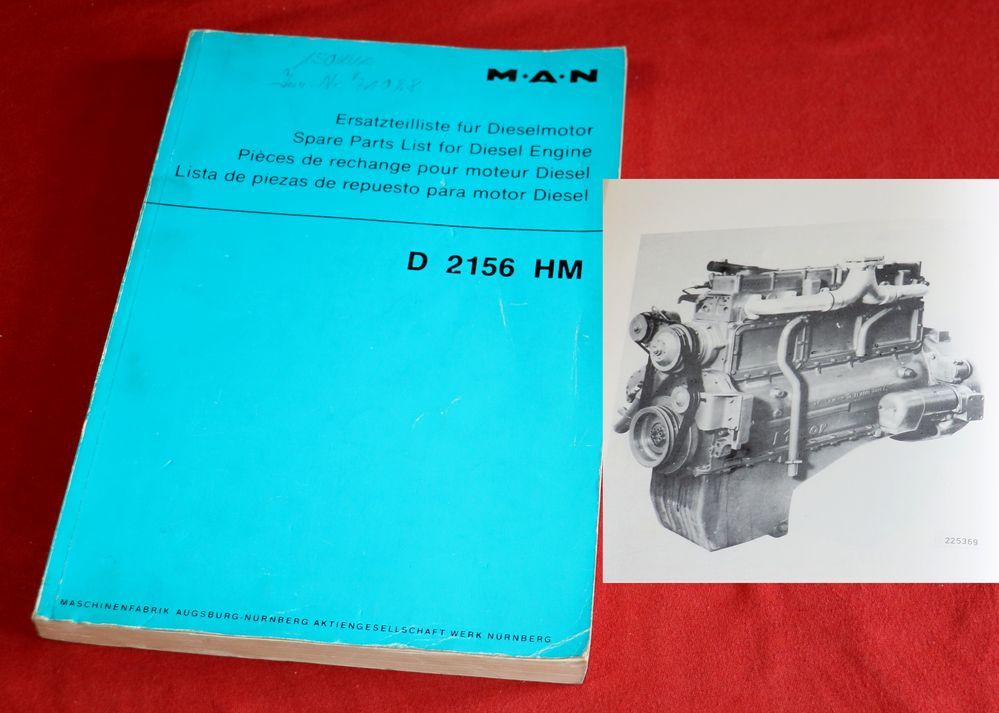 M·A·N
Ersatzteilliste für Dieselmotor
Spare Parts List for Diesel Engine
Pièces de rechange pour moteur Diesel
Lista de piezas de repuesto para motor Diesel
D 2156 HM
MASCHINENFABRIK AUGSBURG-NÜRNBERG AKTIENGESELLSCHAFT WERK NÜRNBERG
225369